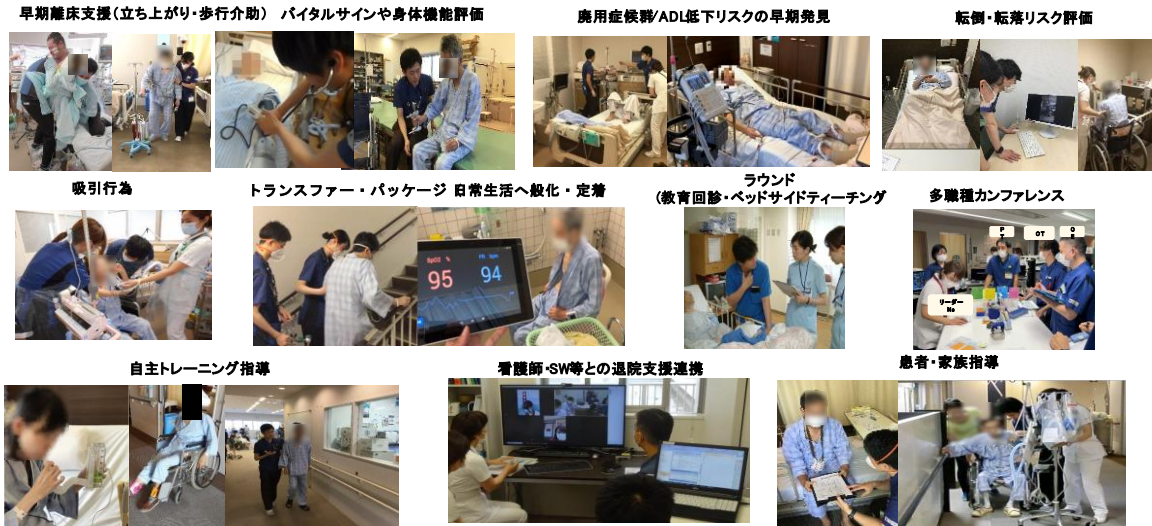 早期離床支援（立ち上がり・歩行介助）
バイタルサインや身体機能評価
廃用症候群/ADL低下リスクの早期発見
転倒・転落リスク評価
吸引行為
トランスファー・パッケージ 日常生活へ般化・定着
SpO2 %
PR bpm
95
94
ラウンド
（教育回診・ベッドサイドティーチング
多職種カンファレンス
P
T
OT
リーダー
No
自主トレーニング指導
看護師・SW等との退院支援連携
患者・家族指導